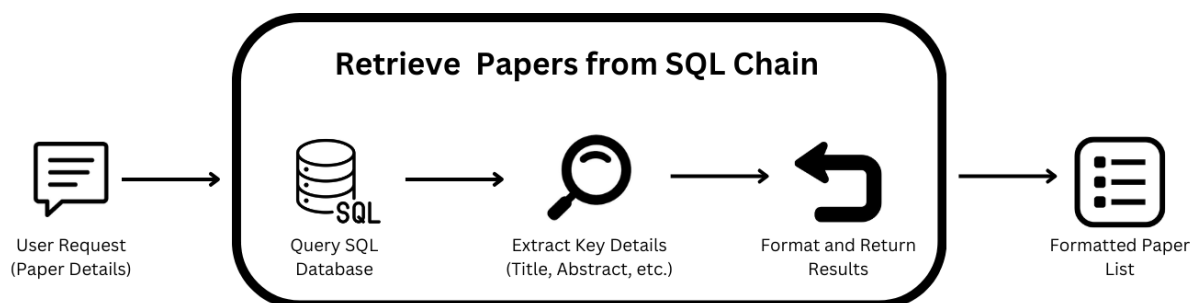 Retrieve Papers from SQL Chain
SQL
User Request
(Paper Details)
Query SQL
Database
Extract Key Details
(Title, Abstract, etc.)
Format and Return
Results
Formatted Paper
List